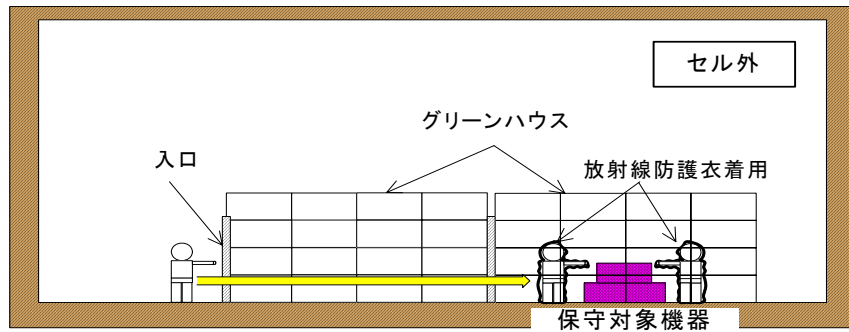 セル外
グリーンハウス
入口
放射線防護衣着用
保守対象機器